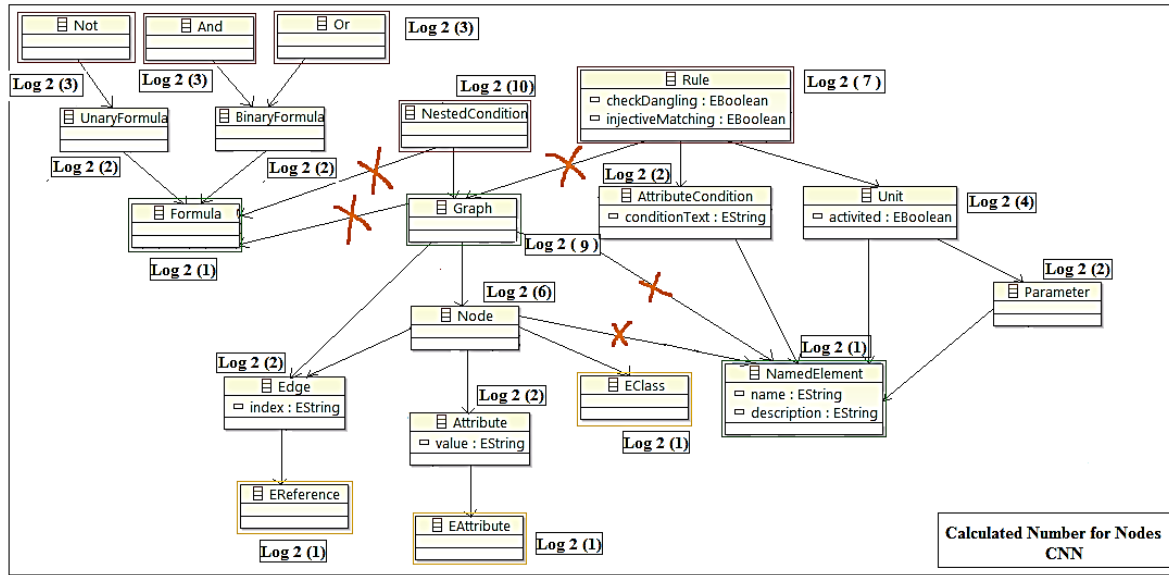 Not
And
Or
Log 2 (3)
Log 2 (3)
Log 2 (3)
Log 2 (10)
Rule
checkDangling : EBoolean
injectiveMatching : EBoolean
Log 2 ( 7 )
UnaryFormula
BinaryFormula
NestedCondition
Log 2 (2)
Log 2 (2)
Log 2 (2)
Formula
Graph
AttributeCondition
conditionText : EString
Unit
activited : EBoolean
Log 2 (4)
Log 2 (1)
Log 2 ( 9 )
Log 2 (2)
Parameter
Log 2 (6)
Node
Log 2 (2)
Log 2 (1)
Edge
index : EString
Log 2 (2)
EClass
NamedElement
name : EString
description : EString
Attribute
value : EString
Log 2 (1)
EReference
EAttribute
Log 2 (1)
Log 2 (1)
Calculated Number for Nodes
CNN